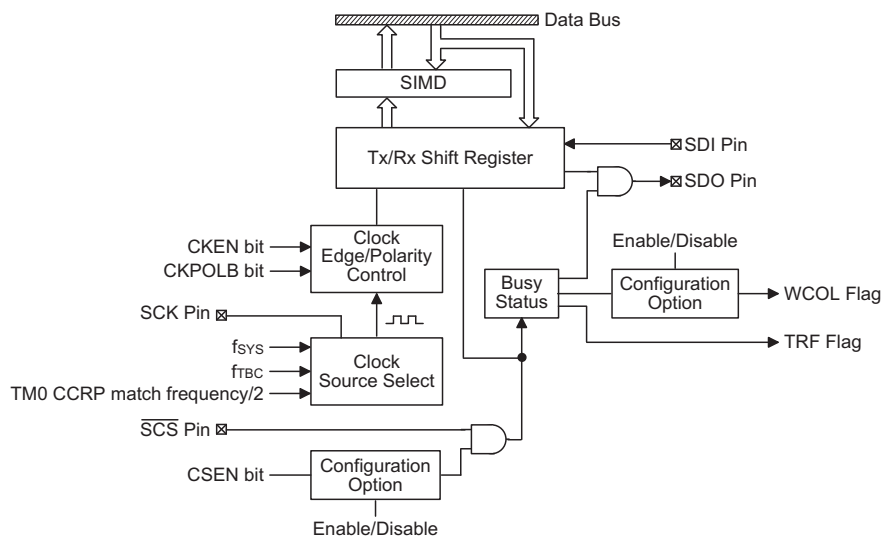 Data Bus
SIMD
Tx/Rx Shift Register
SDI Pin
SDO Pin
CKEN bit
CKPOLB bit
Clock
Edge/Polarity
Control
Enable/Disable
Busy
Status
Configuration
Option
WCOL Flag
TRF Flag
SCK Pin
fSYS
fTBC
TM0 CCRP match frequency/2
Clock
Source Select
SCS Pin
CSEN bit
Configuration
Option
Enable/Disable